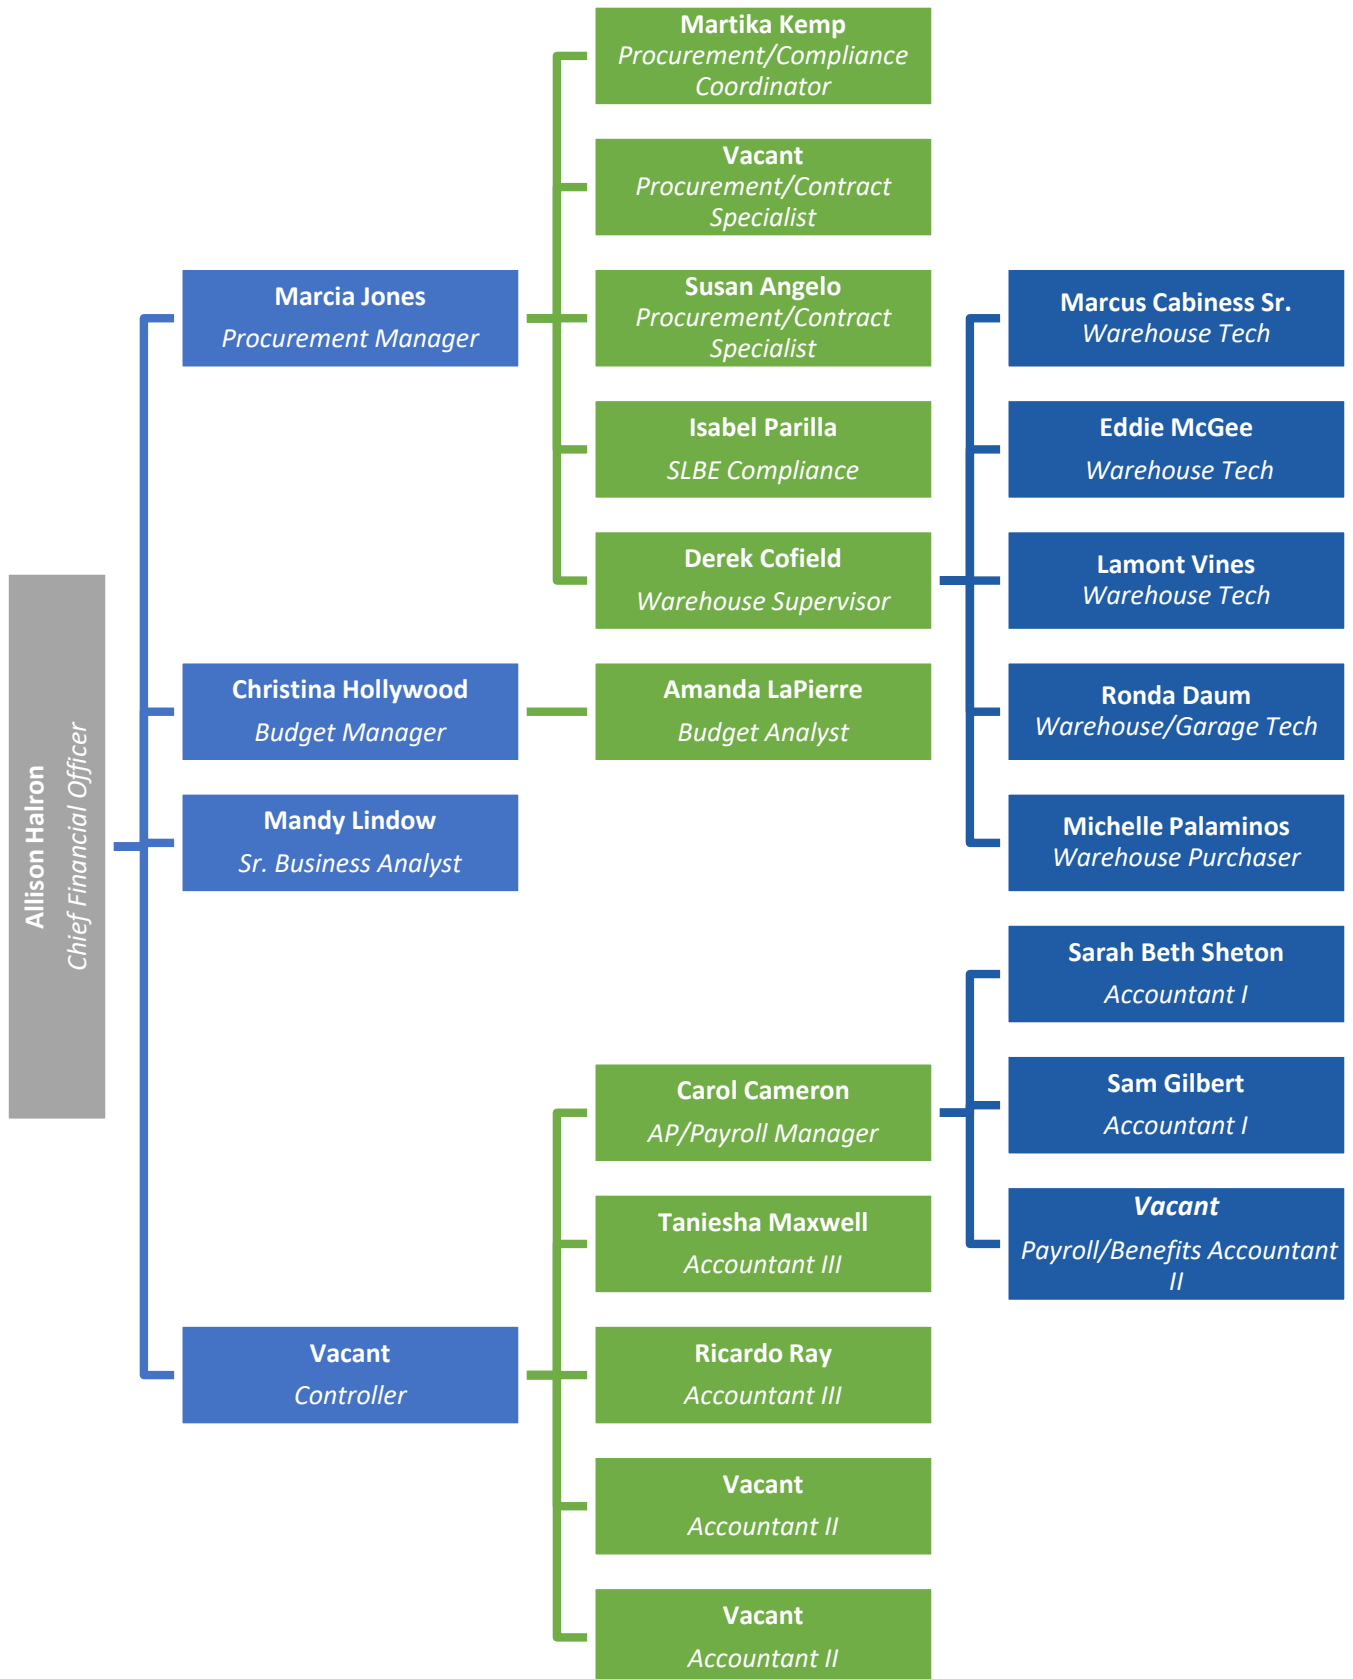 Allison Halron
Chief Financial Officer
Marcia Jones
Procurement Manager
Martika Kemp
Procurement/Compliance
Coordinator
Vacant
Procurement/Contract
Specialist
Susan Angelo
Procurement/Contract
Specialist
Isabel Parilla
SLBE Compliance
Derek Cofield
Warehouse Supervisor
Marcus Cabiness Sr.
Warehouse Tech
Eddie McGee
Warehouse Tech
Lamont Vines
Warehouse Tech
Ronda Daum
Warehouse/Garage Tech
Michelle Palaminos
Warehouse Purchaser
Christina Hollywood
Budget Manager
Amanda LaPierre
Budget Analyst
Mandy Lindow
Sr. Business Analyst
Vacant
Controller
Carol Cameron
AP/Payroll Manager
Sarah Beth Sheton
Accountant I
Sam Gilbert
Accountant I
Vacant
Payroll/Benefits Accountant
II
Taniesha Maxwell
Accountant III
Ricardo Ray
Accountant III
Vacant
Accountant II
Vacant
Accountant II